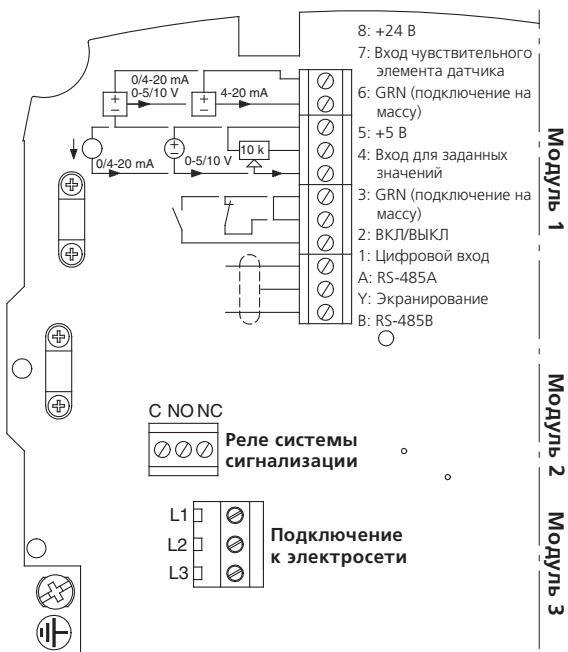 0/4-20 mA
0-5/10 V
4-20 mA
0/4-20 mA
0-5/10 V
10 k
8: +24 В
7: Вход чувствительного
элемента датчика
6: GRN (подключение на
массу)
5: +5 В
4: Вход для заданных
значений
3: GRN (подключение на
массу)
2: ВКЛ/ВЫКЛ
1: Цифровой вход
A: RS-485A
Y: Экранирование
B: RS-485B
Модуль 1
C NO NC
Реле системы
сигнализации
Модуль 2
L1
L2
L3
Подключение
к электросети
Модуль 3